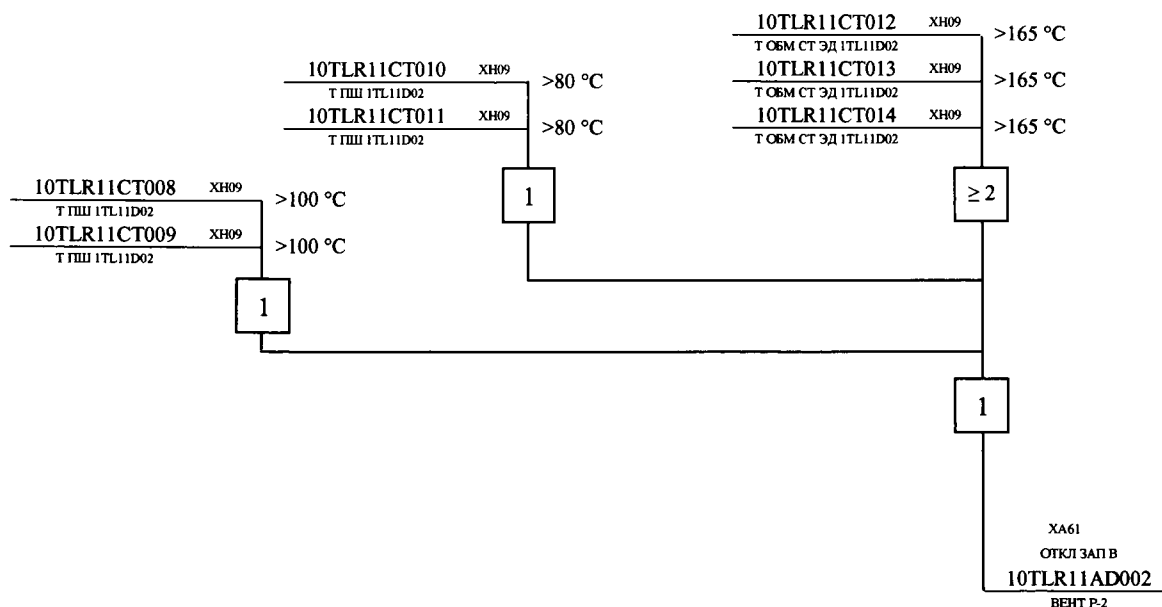 10TLR11CT012 XH09 >165 °C
Т ОБМ СТ ЭД 1TL11D02
10TLR11CT013 XH09 >165 °C
Т ОБМ СТ ЭД 1TL11D02
10TLR11CT014 XH09 >165 °C
Т ОБМ СТ ЭД 1TL11D02
≥ 2
10TLR11CT010 XH09 >80 °C
Т ПШ 1TL11D02
10TLR11CT011 XH09 >80 °C
Т ПШ 1TL11D02
1
10TLR11CT008 XH09 >100 °C
Т ПШ 1TL11D02
10TLR11CT009 XH09 >100 °C
Т ПШ 1TL11D02
1
1
XA61
ОТКЛ ЗАП В
10TLR11AD002
ВЕНТ Р-2